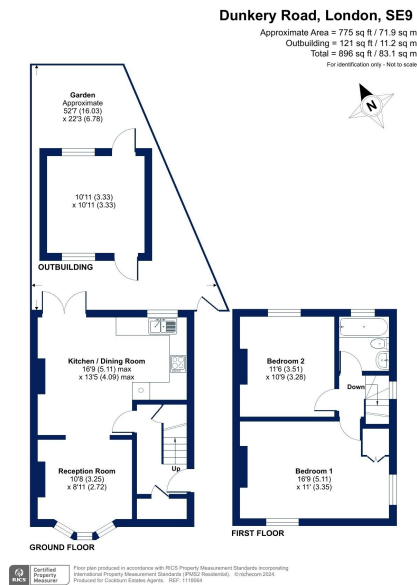 Dunkery Road, London, SE9
Approximate Area = 775 sq ft / 71.9 sq m
Outbuilding = 121 sq ft / 11.2 sq m
Total = 896 sq ft / 83.1 sq m
For identification only - Not to scale
N
Garden
Approximate
52'7 (16.03)
x 22'3 (6.78)
10'11 (3.33)
x 10'11 (3.33)
OUTBUILDING
Kitchen / Dining Room
16'9 (5.11) max
x 13'5 (4.09) max
Reception Room
10'8 (3.25)
x 8'11 (2.72)
Up
GROUND FLOOR
Bedroom 2
11'6 (3.51)
x 10'9 (3.28)
Down
Bedroom 1
16'9 (5.11)
x 11' (3.35)
FIRST FLOOR
RICS
Certified
Property
Measurer
Floor plan produced in accordance with RICS Property Measurement Standards incorporating
International Property Measurement Standards (IPMS2 Residential). © nichecom 2024.
Produced for Cockburn Estates Agents. REF: 1118064